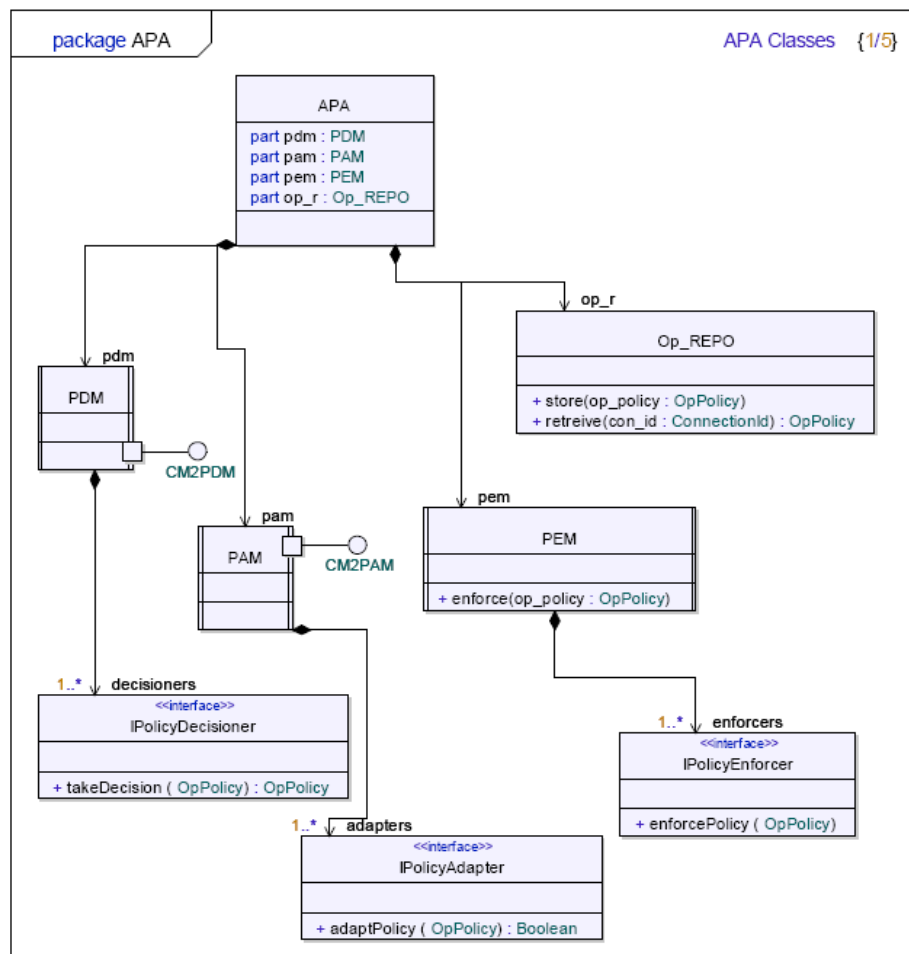 package APA
APA Classes {1/5}
APA
part pdm : PDM
part pam : PAM
part pem : PEM
part op_r : Op_REPO
op_r
Op_REPO
+ store(op_policy : OpPolicy)
+ retreive(con_id : ConnectionId) : OpPolicy
pdm
PDM
CM2PDM
pem
PEM
+ enforce(op_policy : OpPolicy)
pam
PAM
CM2PAM
1..* decisioners
<<interface>>
IPolicyDecisioner
+ takeDecision ( OpPolicy) : OpPolicy
1..* enforcers
<<interface>>
IPolicyEnforcer
+ enforcePolicy ( OpPolicy)
1..* adapters
<<interface>>
IPolicyAdapter
+ adaptPolicy ( OpPolicy) : Boolean